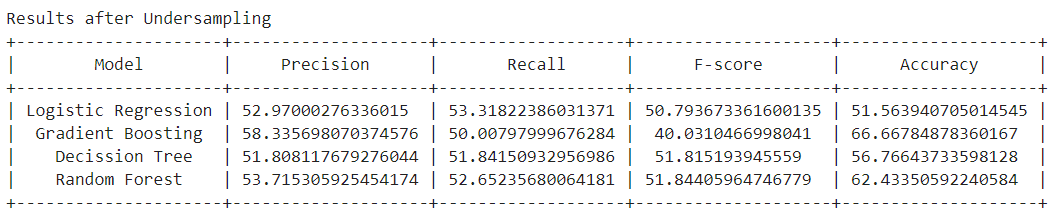 Results after Undersampling
+---------------------+--------------------+-------------------+--------------------+--------------------+
| Model | Precision | Recall | F-score | Accuracy |
+---------------------+--------------------+-------------------+--------------------+--------------------+
| Logistic Regression | 52.97000276336015 | 53.31822386031371 | 50.793673361600135 | 51.563940705014545 |
| Gradient Boosting | 58.335698070374576 | 50.00797999676284 | 40.0310466998041 | 66.66784878360167 |
| Decission Tree | 51.808117679276044 | 51.84150932956986 | 51.815193945559 | 56.76643733598128 |
| Random Forest | 53.715305925454174 | 52.65235680064181 | 51.84405964746779 | 62.43350592240584 |
+---------------------+--------------------+-------------------+--------------------+--------------------+